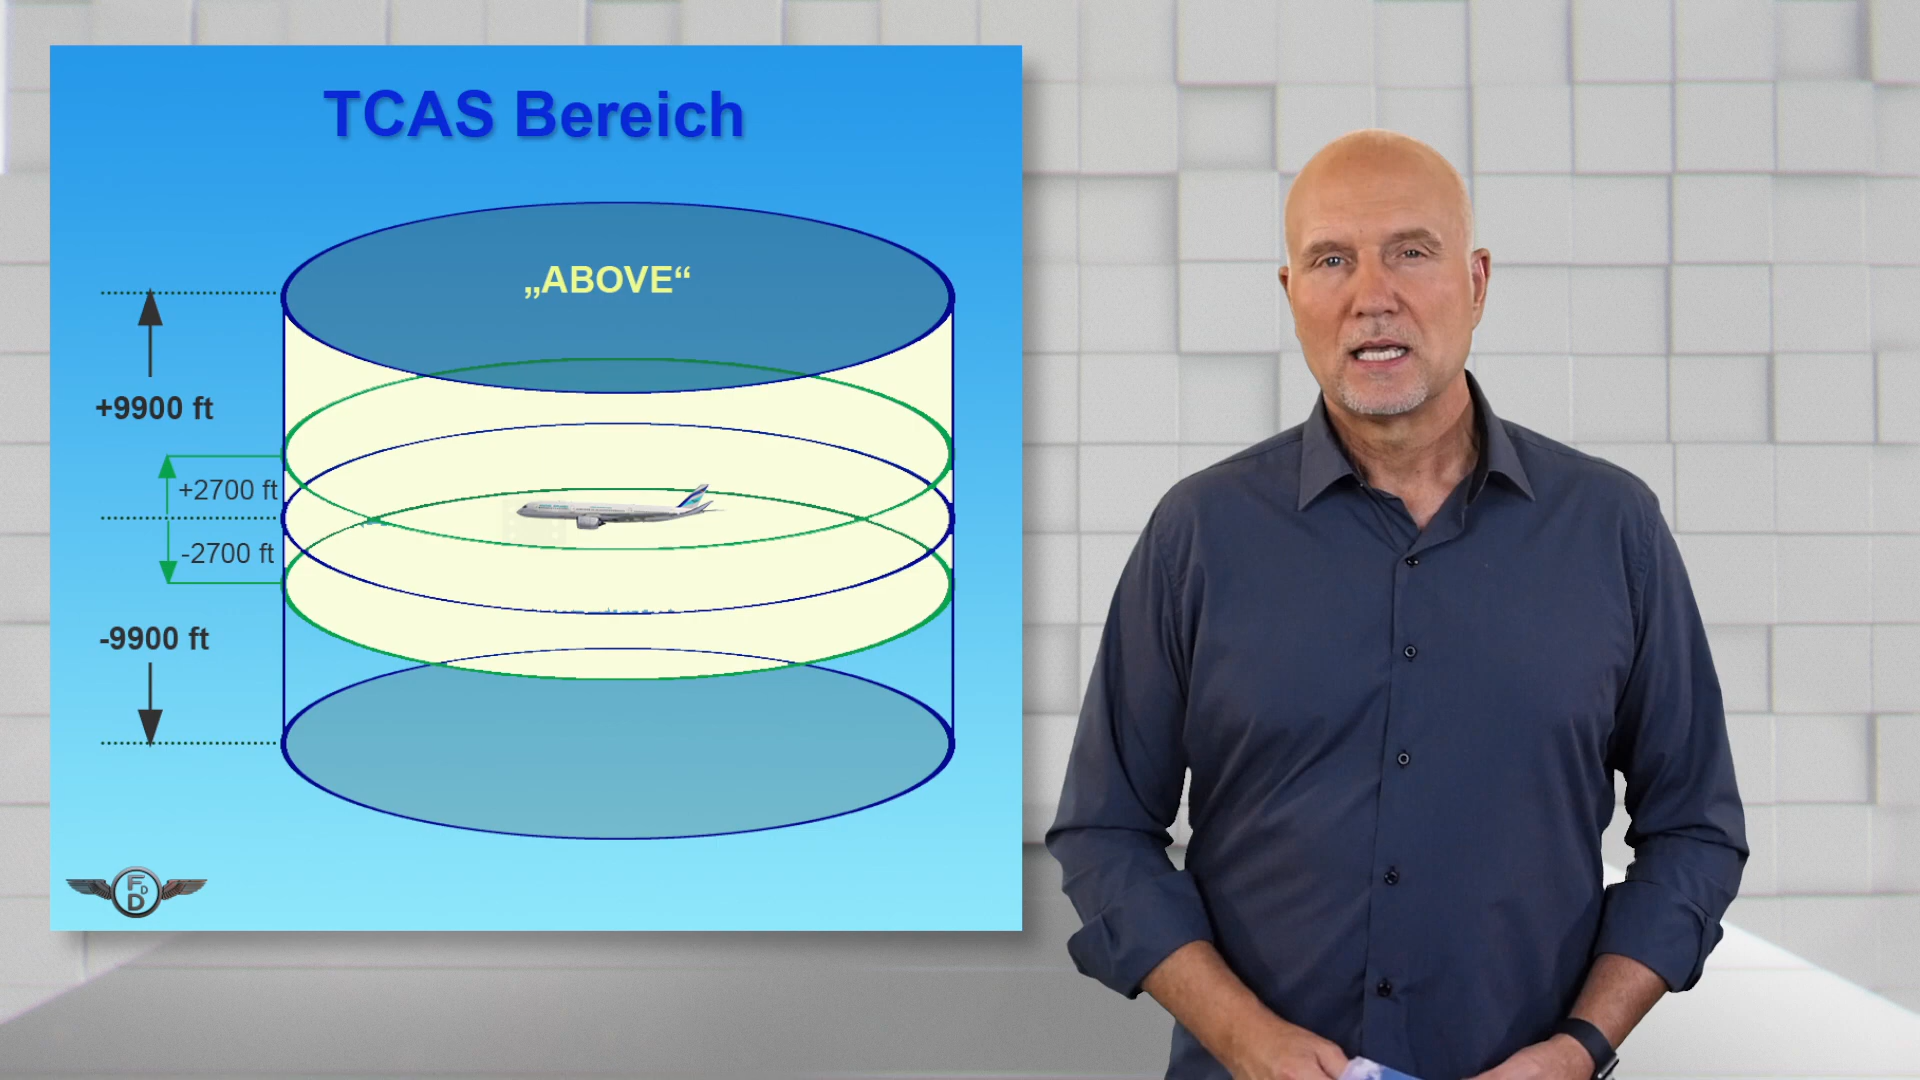 TCAS Bereich
„ABOVE“
+9900 ft
+2700 ft
-2700 ft
-9900 ft
F
D
D